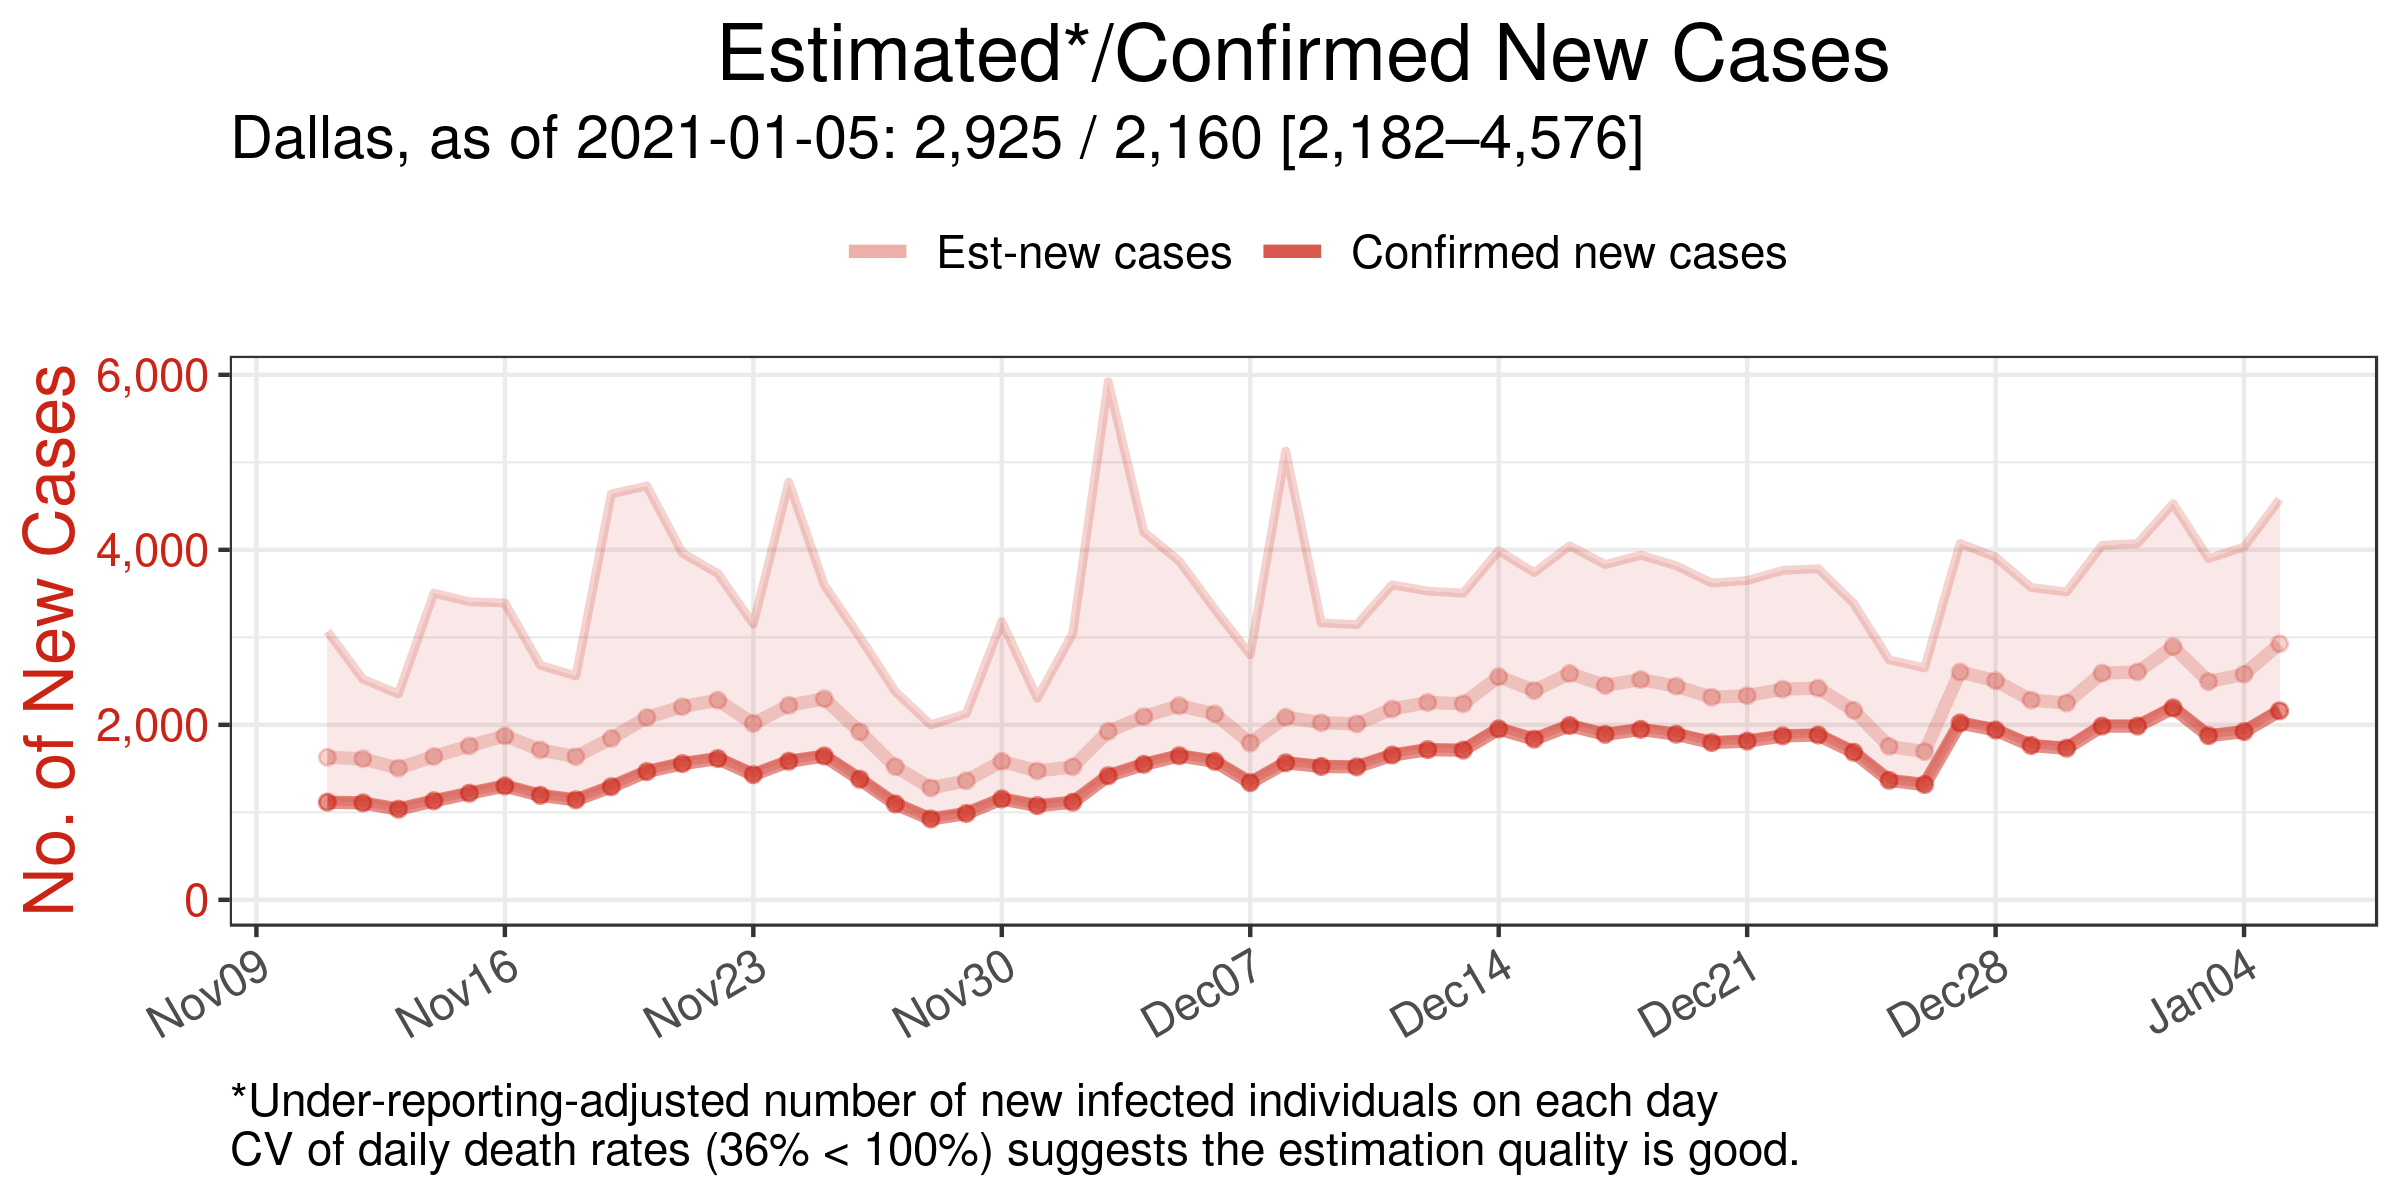 Estimated*/Confirmed New Cases
Dallas, as of 2021-01-05: 2,925 / 2,160 [2,182–4,576]
Est-new cases
Confirmed new cases
No. of New Cases
6,000
4,000
2,000
0
Nov09
Nov16
Nov23
Nov30
Dec07
Dec14
Dec21
Dec28
Jan04
*Under-reporting-adjusted number of new infected individuals on each day
CV of daily death rates (36% < 100%) suggests the estimation quality is good.